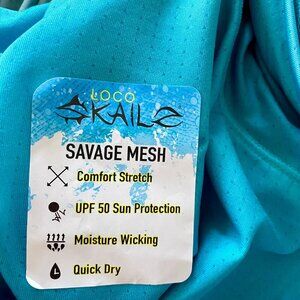 LOCO
SKAILZ
SAVAGE MESH
Comfort Stretch
UPF 50 Sun Protection
Moisture Wicking
Quick Dry